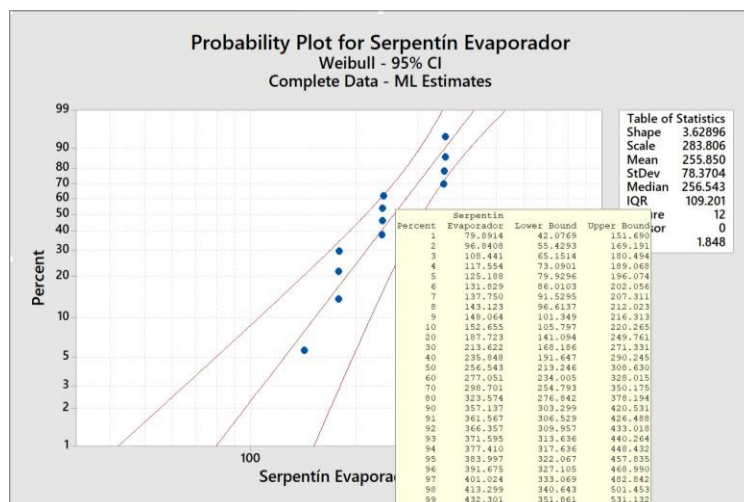 Probability Plot for Serpentín Evaporador
Weibull - 95% CI
Complete Data - ML Estimates
99
90
80
70
60
50
40
30
20
10
5
3
2
1
Percent
100
Serpentín Evapora
Table of Statistics
Shape 3.62896
Scale 283.806
Mean 255.850
StDev 78.3704
Median 256.543
IQR 109.201
ure 12
sor 0
1.848
Serpentín
Percent Evaporador Lower Bound Upper Bound
1 79.8914 42.0769 151.690
2 96.8408 55.4293 169.191
3 108.441 65.1514 180.494
4 117.554 73.0901 189.068
5 125.188 79.9296 196.074
6 131.829 86.0103 202.056
7 137.750 91.5295 207.311
8 143.123 96.6137 212.023
9 148.064 101.349 216.313
10 152.655 105.797 220.265
20 187.723 141.094 249.761
30 213.622 168.186 271.331
40 235.848 191.647 290.245
50 256.543 213.246 308.630
60 277.051 234.005 328.015
70 298.701 254.793 350.175
80 323.574 276.842 378.194
90 357.137 303.299 420.531
91 361.567 306.529 426.488
92 366.357 309.957 433.018
93 371.595 313.636 440.264
94 377.410 317.636 448.432
95 383.997 322.067 457.835
96 391.675 327.105 468.990
97 401.024 333.069 482.842
98 413.299 340.643 501.453
99 432.301 351.861 531.132